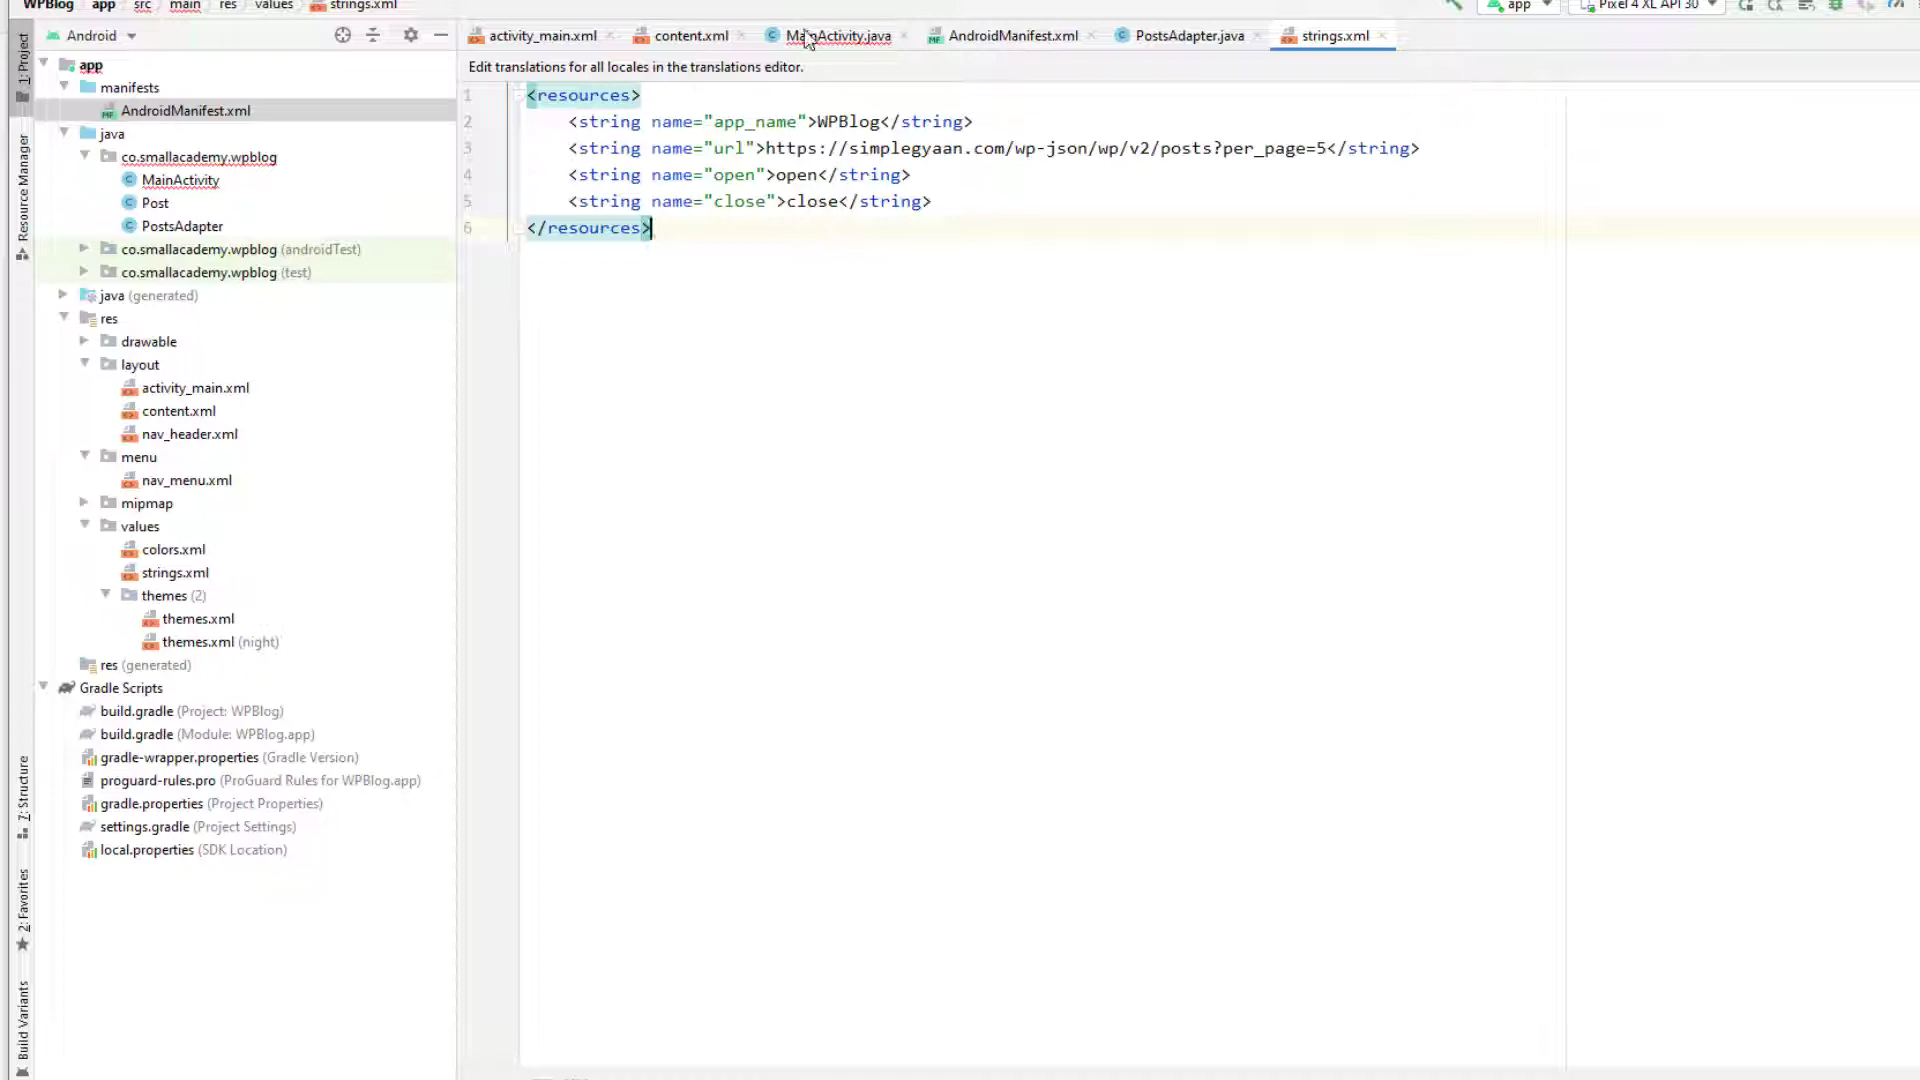 WPBlog app src main res values strings.xml
app Pixel 4 XL API 30
1: Project
Resource Manager
7: Structure
2: Favorites
Build Variants
Android
app
manifests
AndroidManifest.xml
java
co.smallacademy.wpblog
MainActivity
Post
PostsAdapter
co.smallacademy.wpblog (androidTest)
co.smallacademy.wpblog (test)
java (generated)
res
drawable
layout
activity_main.xml
content.xml
nav_header.xml
menu
nav_menu.xml
mipmap
values
colors.xml
strings.xml
themes (2)
themes.xml
themes.xml (night)
res (generated)
Gradle Scripts
build.gradle (Project: WPBlog)
build.gradle (Module: WPBlog.app)
gradle-wrapper.properties (Gradle Version)
proguard-rules.pro (ProGuard Rules for WPBlog.app)
gradle.properties (Project Properties)
settings.gradle (Project Settings)
local.properties (SDK Location)
activity_main.xml content.xml MainActivity.java AndroidManifest.xml PostsAdapter.java strings.xml
Edit translations for all locales in the translations editor.
1 <resources>
2 <string name="app_name">WPBlog</string>
3 <string name="url">https://simplegyaan.com/wp-json/wp/v2/posts?per_page=5</string>
4 <string name="open">open</string>
5 <string name="close">close</string>
6 </resources>